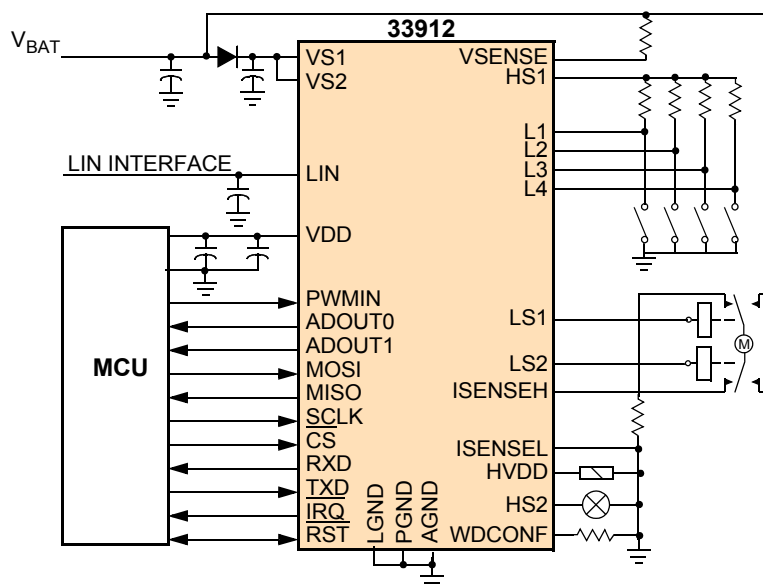 33912
V_BAT
VS1
VS2
LIN INTERFACE
LIN
VDD
MCU
PWMIN
ADOUT0
ADOUT1
MOSI
MISO
SCLK
CS
RXD
TXD
IRQ
RST
LGND
PGND
AGND
VSENSE
HS1
L1
L2
L3
L4
LS1
LS2
ISENSEH
M
ISENSEL
HVDD
HS2
WDCONF